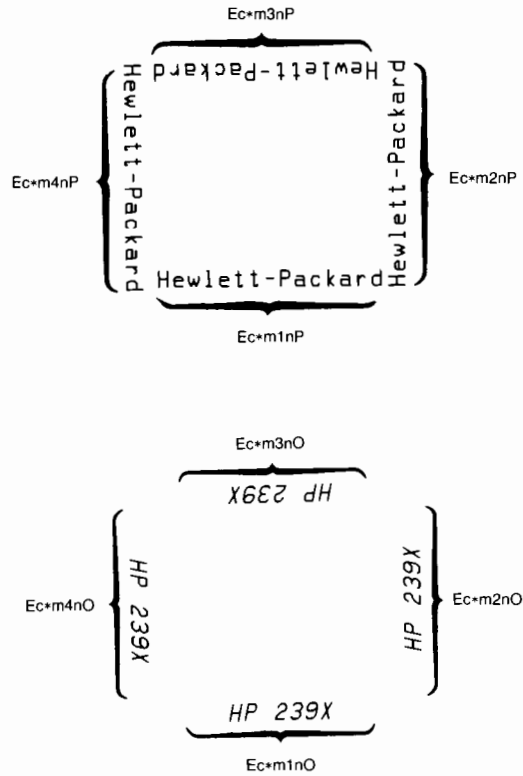 Ec*m3nP
Hewlett-Packard
Hewlett-Packard
Ec*m4nP
Hewlett-Packard
Ec*m2nP
Hewlett-Packard
Ec*m1nP
Ec*m3nO
HP 239X
HP 239X
Ec*m4nO
HP 239X
Ec*m2nO
HP 239X
Ec*m1nO